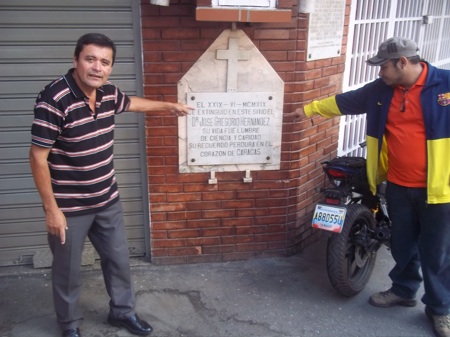 EL XXIX-VI-MCMXIX
SE EXTINGUIO EN ESTE SITIO EL
DR JOSE GREGORIO HERNANDEZ
SU VIDA FUE LUMBRE
DE CIENCIA Y CARIDAD
SU RECUERDO PERDURA EN EL
CORAZON DE CARACAS
AB8D55M